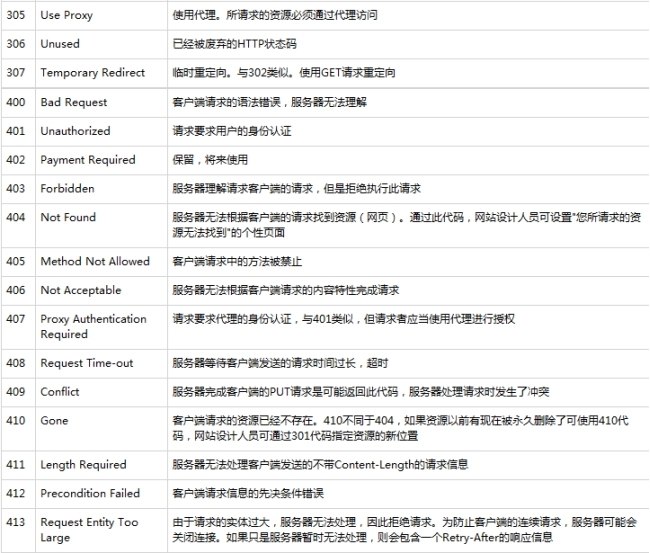 305 Use Proxy 使用代理。所请求的资源必须通过代理访问
306 Unused 已经被废弃的HTTP状态码
307 Temporary Redirect 临时重定向。与302类似。使用GET请求重定向
400 Bad Request 客户端请求的语法错误，服务器无法理解
401 Unauthorized 请求要求用户的身份认证
402 Payment Required 保留，将来使用
403 Forbidden 服务器理解请求客户端的请求，但是拒绝执行此请求
404 Not Found 服务器无法根据客户端的请求找到资源（网页）。通过此代码，网站设计人员可设置"您所请求的资
源无法找到"的个性页面
405 Method Not Allowed 客户端请求中的方法被禁止
406 Not Acceptable 服务器无法根据客户端请求的内容特性完成请求
407 Proxy Authentication 请求要求代理的身份认证，与401类似，但请求者应当使用代理进行授权
Required
408 Request Time-out 服务器等待客户端发送的请求时间过长，超时
409 Conflict 服务器完成客户端的PUT请求是可能返回此代码，服务器处理请求时发生了冲突
410 Gone 客户端请求的资源已经不存在。410不同于404，如果资源以前有现在被永久删除了可使用410代
码，网站设计人员可通过301代码指定资源的新位置
411 Length Required 服务器无法处理客户端发送的不带Content-Length的请求信息
412 Precondition Failed 客户端请求信息的先决条件错误
413 Request Entity Too 由于请求的实体过大，服务器无法处理，因此拒绝请求。为防止客户端的连续请求，服务器可能会
Large 关闭连接。如果只是服务器暂时无法处理，则会包含一个Retry-After的响应信息